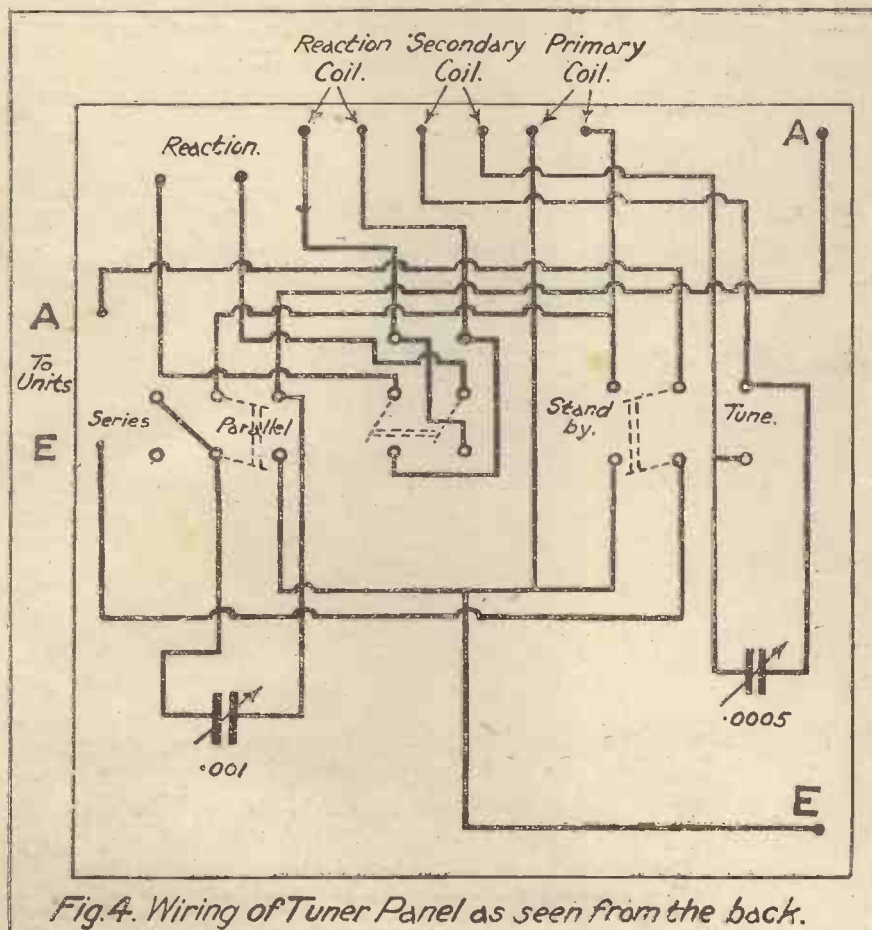 Reaction Secondary Primary
Coil. Coil. Coil.
Reaction.
A
A
To
Units
Series
Parallel
Stand
by.
Tune.
E
.0005
.001
E
Fig.4. Wiring of Tuner Panel as seen from the back.